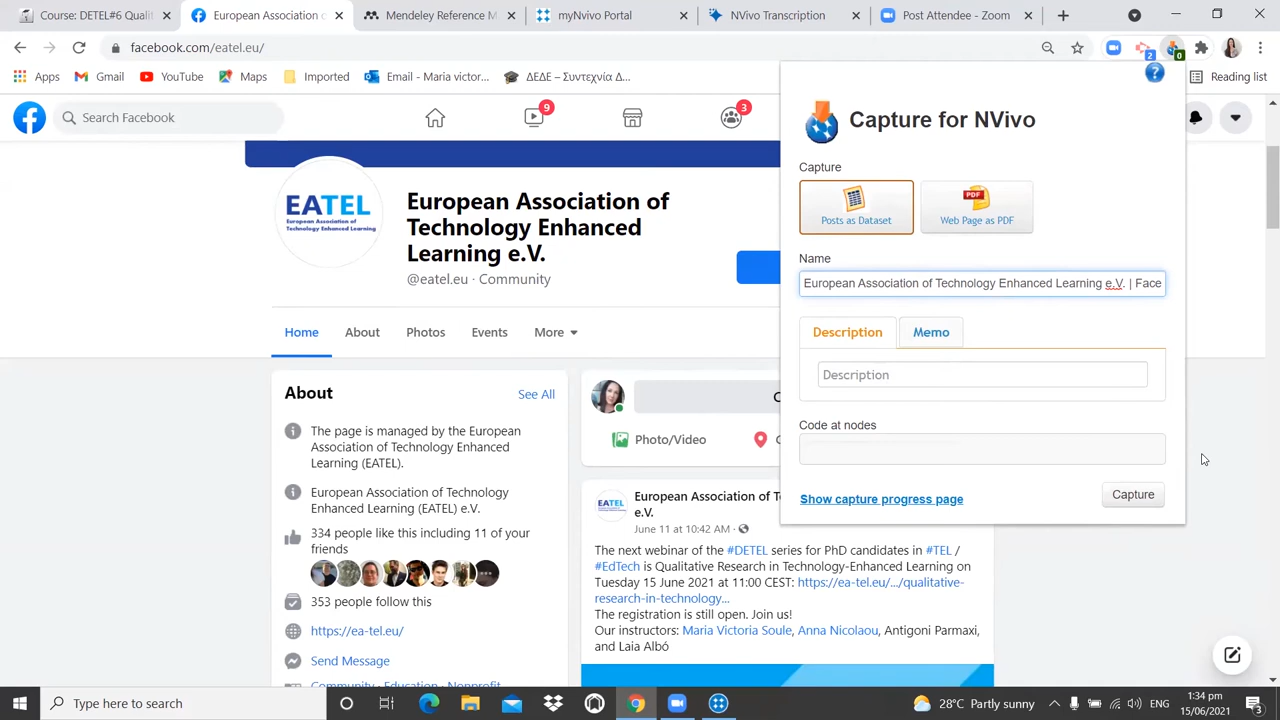 Course: DETEL#6 Quali
European Association
Mendeley Reference M
myNvivo Portal
NVivo Transcription
Post Attendee - Zoom
facebook.com/eatel.eu/
2
0
Apps
Gmail
YouTube
Maps
Imported
Email - Maria Victor...
ΔΕΔΕ – Συντεχνία Δ...
Reading list
Search Facebook
9
3
?
Capture for NVivo
Capture
Posts as Dataset
PDF
Web Page as PDF
Name
European Association of Technology Enhanced Learning e.V. | Face
Description
Memo
Description
Code at nodes
Show capture progress page
Capture
EATEL
European Association of
Technology Enhanced Learning
European Association of
Technology Enhanced
Learning e.V.
@eatel.eu · Community
Home
About
Photos
Events
More
About
See All
The page is managed by the European
Association of Technology Enhanced
Learning (EATEL).
European Association of Technology
Enhanced Learning (EATEL) e.V.
334 people like this including 11 of your
friends
353 people follow this
https://ea-tel.eu/
Send Message
Community · Education · Nonprofit
Photo/Video
EATEL
European Association of T
e.V.
June 11 at 10:42 AM ·
The next webinar of the #DETEL series for PhD candidates in #TEL /
#EdTech is Qualitative Research in Technology-Enhanced Learning on
Tuesday 15 June 2021 at 11:00 CEST: https://ea-tel.eu/.../qualitative-
research-in-technology...
The registration is still open. Join us!
Our instructors: Maria Victoria Soule, Anna Nicolaou, Antigoni Parmaxi,
and Laia Albó
Type here to search
28°C Partly sunny
ENG
1:34 pm
15/06/2021
3